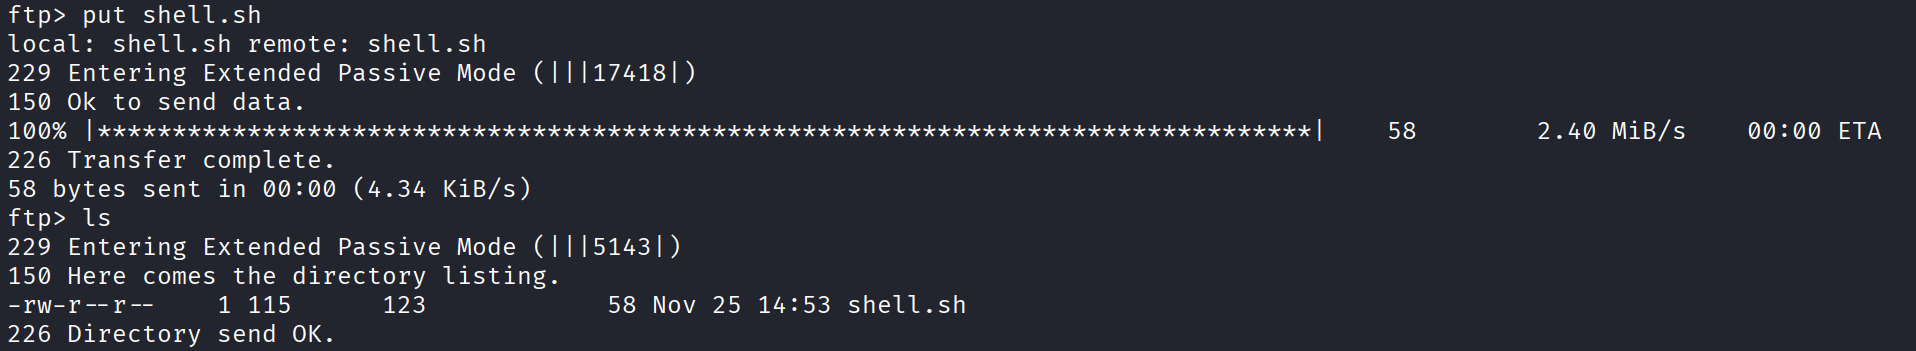 ftp> put shell.sh
local: shell.sh remote: shell.sh
229 Entering Extended Passive Mode (|||17418|)
150 Ok to send data.
100% |*********************************************************************************|    58        2.40 MiB/s    00:00 ETA
226 Transfer complete.
58 bytes sent in 00:00 (4.34 KiB/s)
ftp> ls
229 Entering Extended Passive Mode (|||5143|)
150 Here comes the directory listing.
-rw-r--r--    1 115      123            58 Nov 25 14:53 shell.sh
226 Directory send OK.